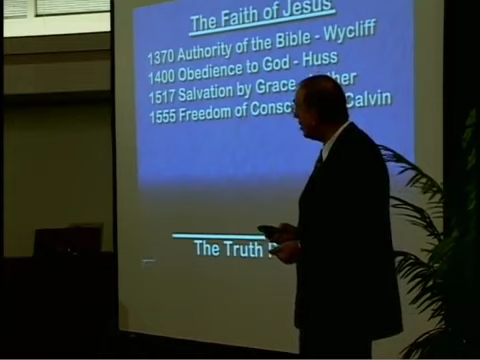 The Faith of Jesus
1370 Authority of the Bible - Wycliff
1400 Obedience to God - Huss
1517 Salvation by Grace
1555 Freedom of Consc Calvin
The Truth